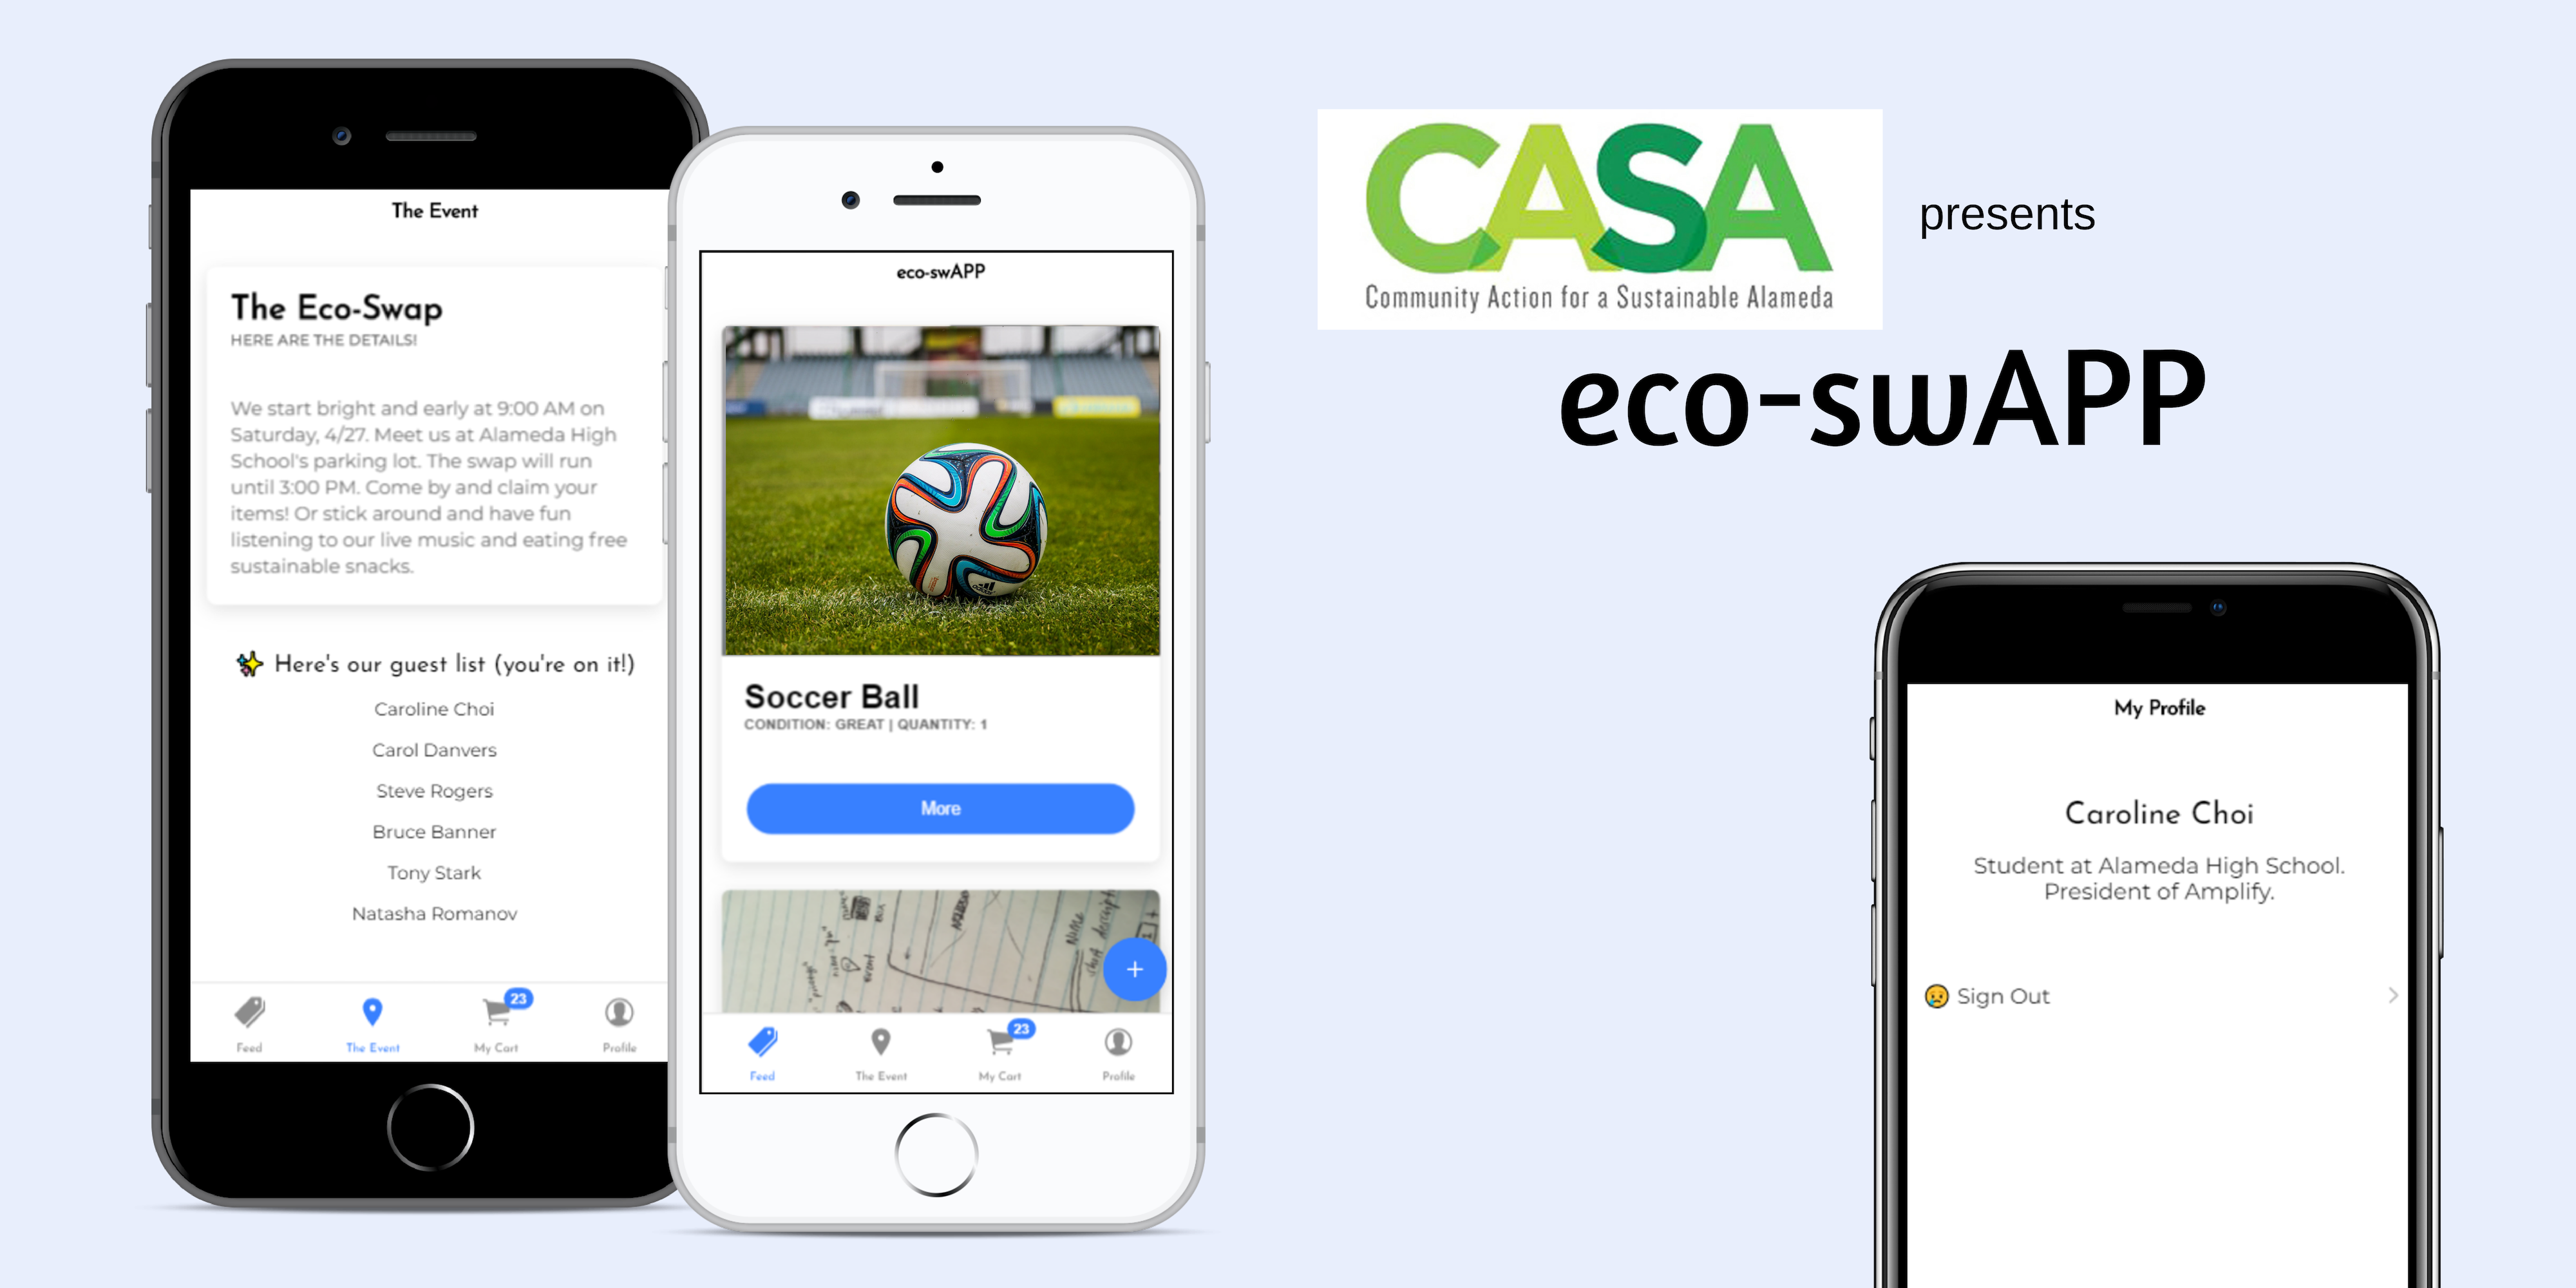 The Event
The Eco-Swap
HERE ARE THE DETAILS!
We start bright and early at 9:00 AM on
Saturday, 4/27. Meet us at Alameda High
School's parking lot. The swap will run
until 3:00 PM. Come by and claim your
items! Or stick around and have fun
listening to our live music and eating free
sustainable snacks.
Here's our guest list (you're on it!)
Caroline Choi
Carol Danvers
Steve Rogers
Bruce Banner
Tony Stark
Natasha Romanov
23
Feed The Event My Cart Profile
eco-swAPP
Soccer Ball
CONDITION: GREAT | QUANTITY: 1
More
Name
event
+
23
Feed The Event My Cart Profile
CASA
Community Action for a Sustainable Alameda
presents
eco-swAPP
My Profile
Caroline Choi
Student at Alameda High School.
President of Amplify.
Sign Out